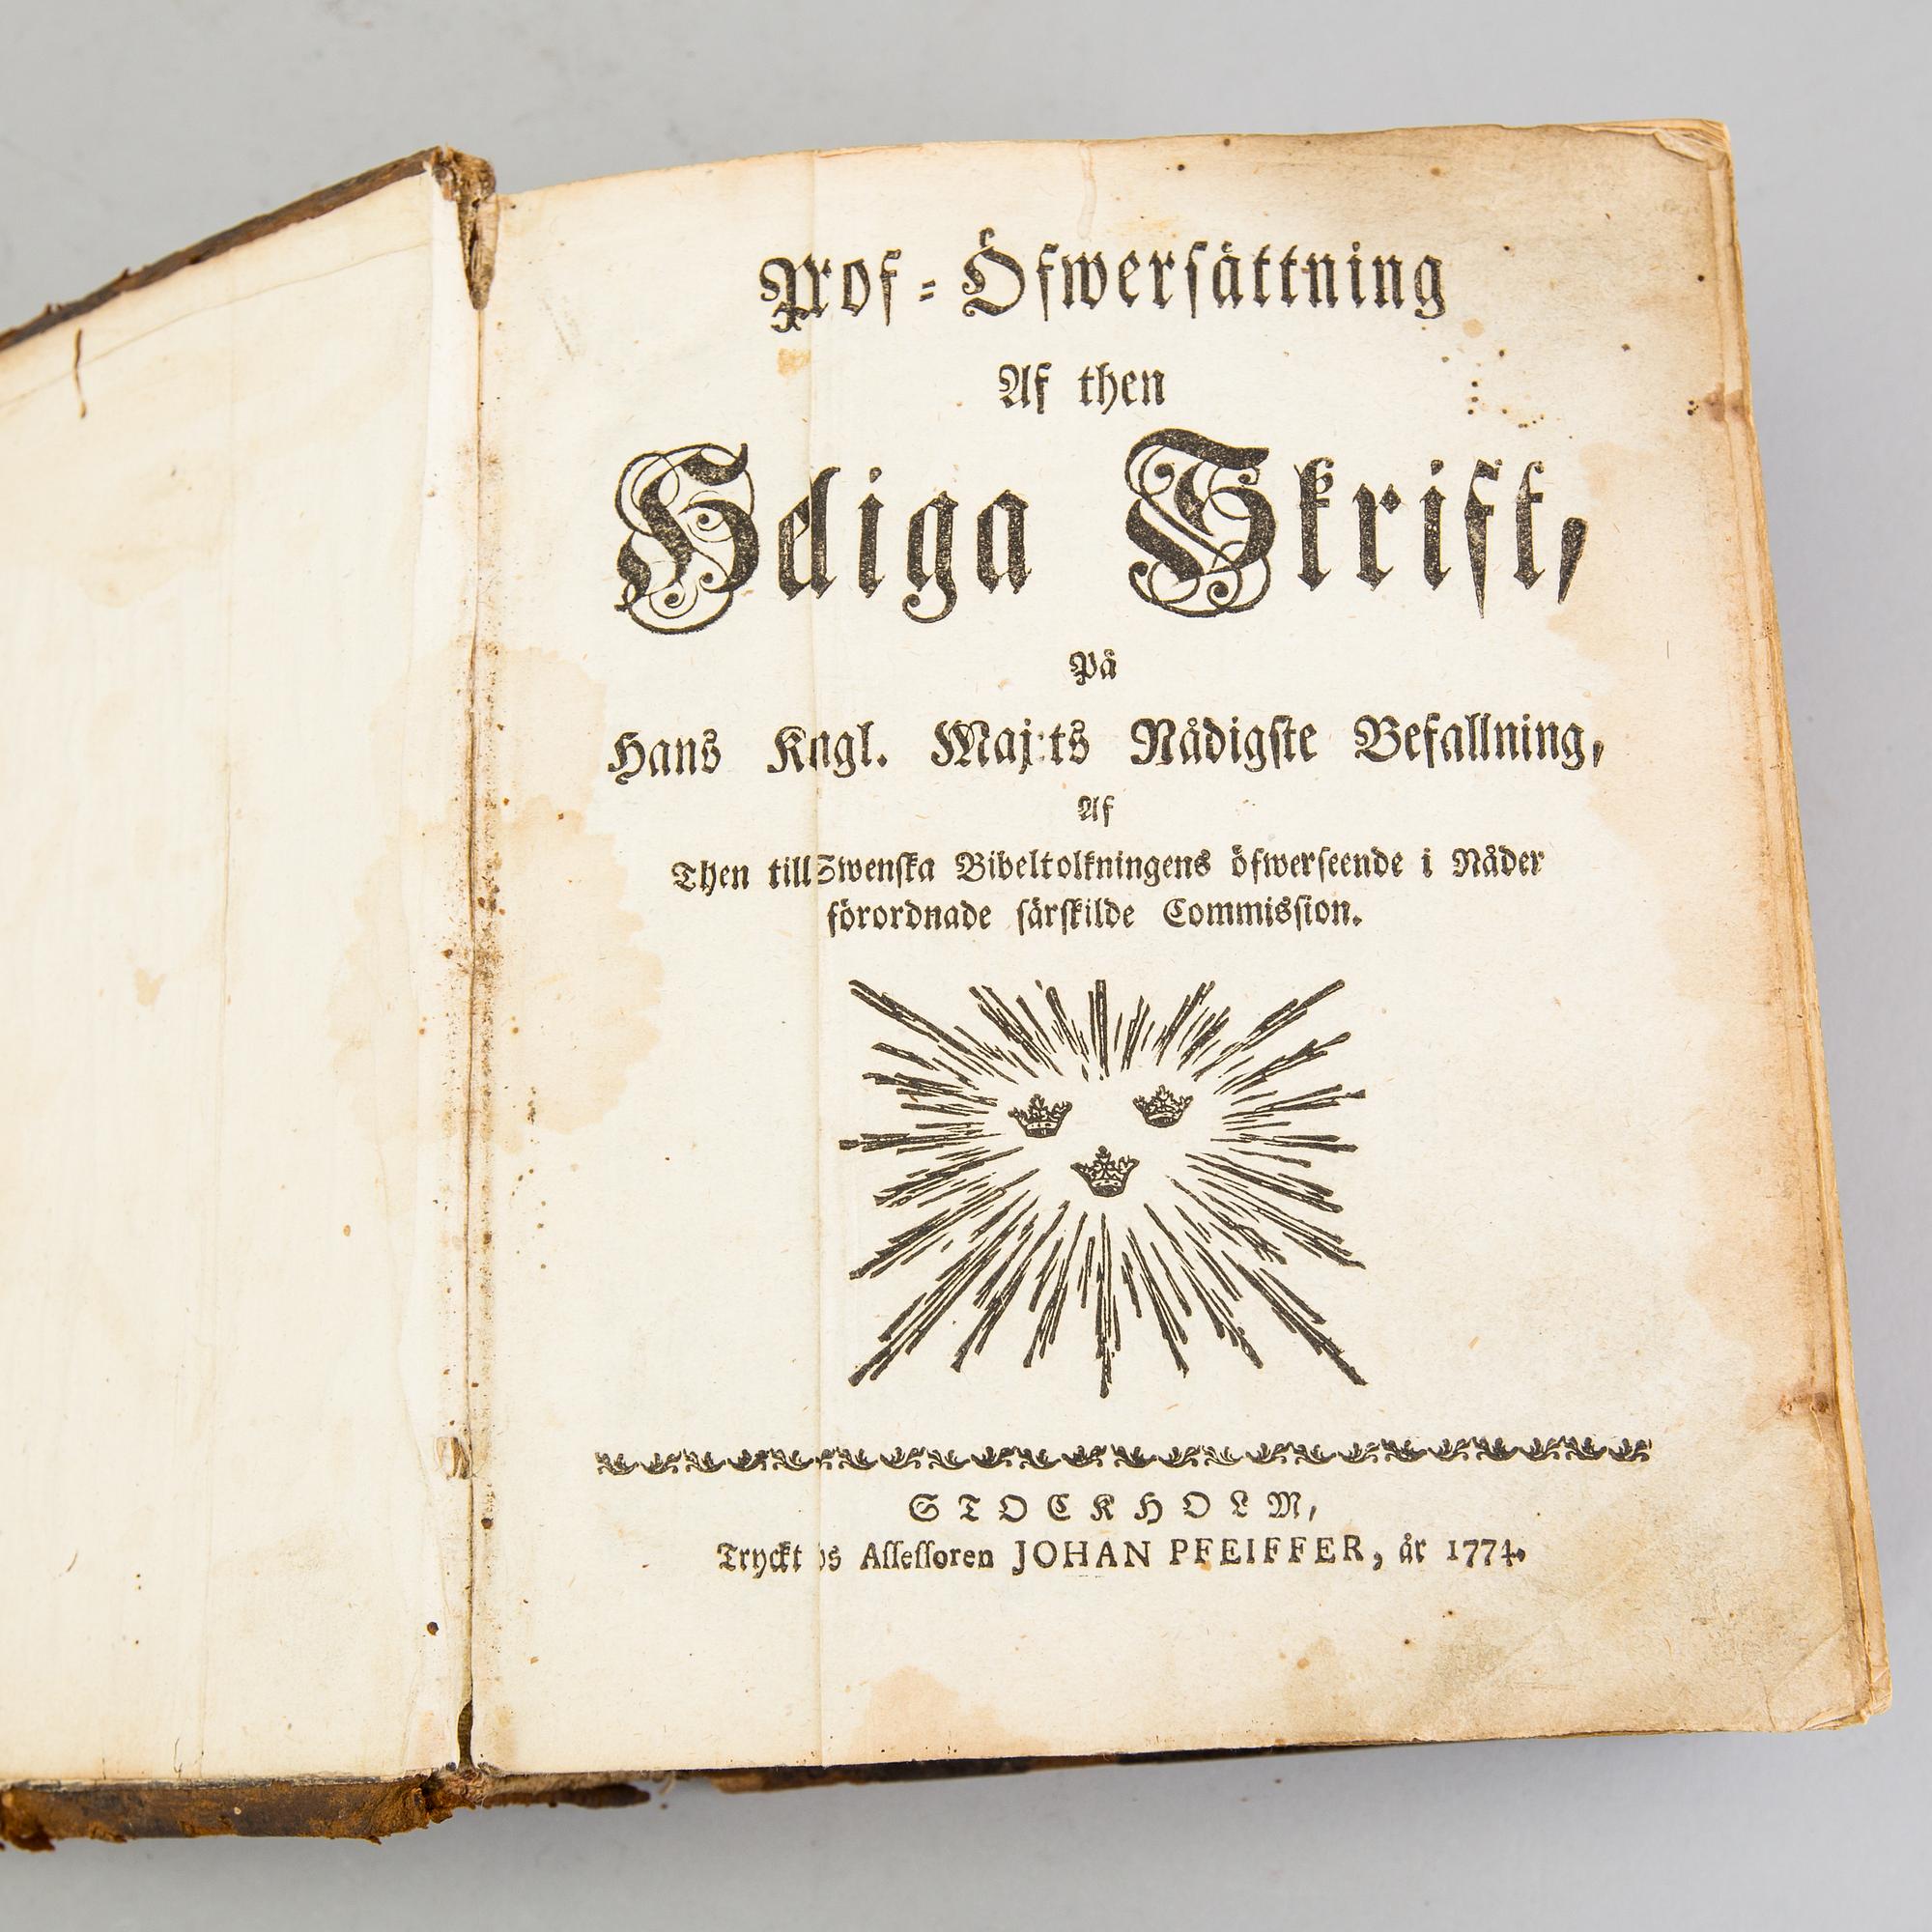 Prof-Öfwersättning
Af then
Heliga Skrift,
På
Hans Kngl. Maj:ts Nådigste Befallning,
Af
Then till Swenska Bibeltolkningens öfwerseende i Nåder
förordnade särskilde Commission.
STOCKHOLM,
Tryckt hos Assessoren JOHAN PFEIFFER, år 1774.